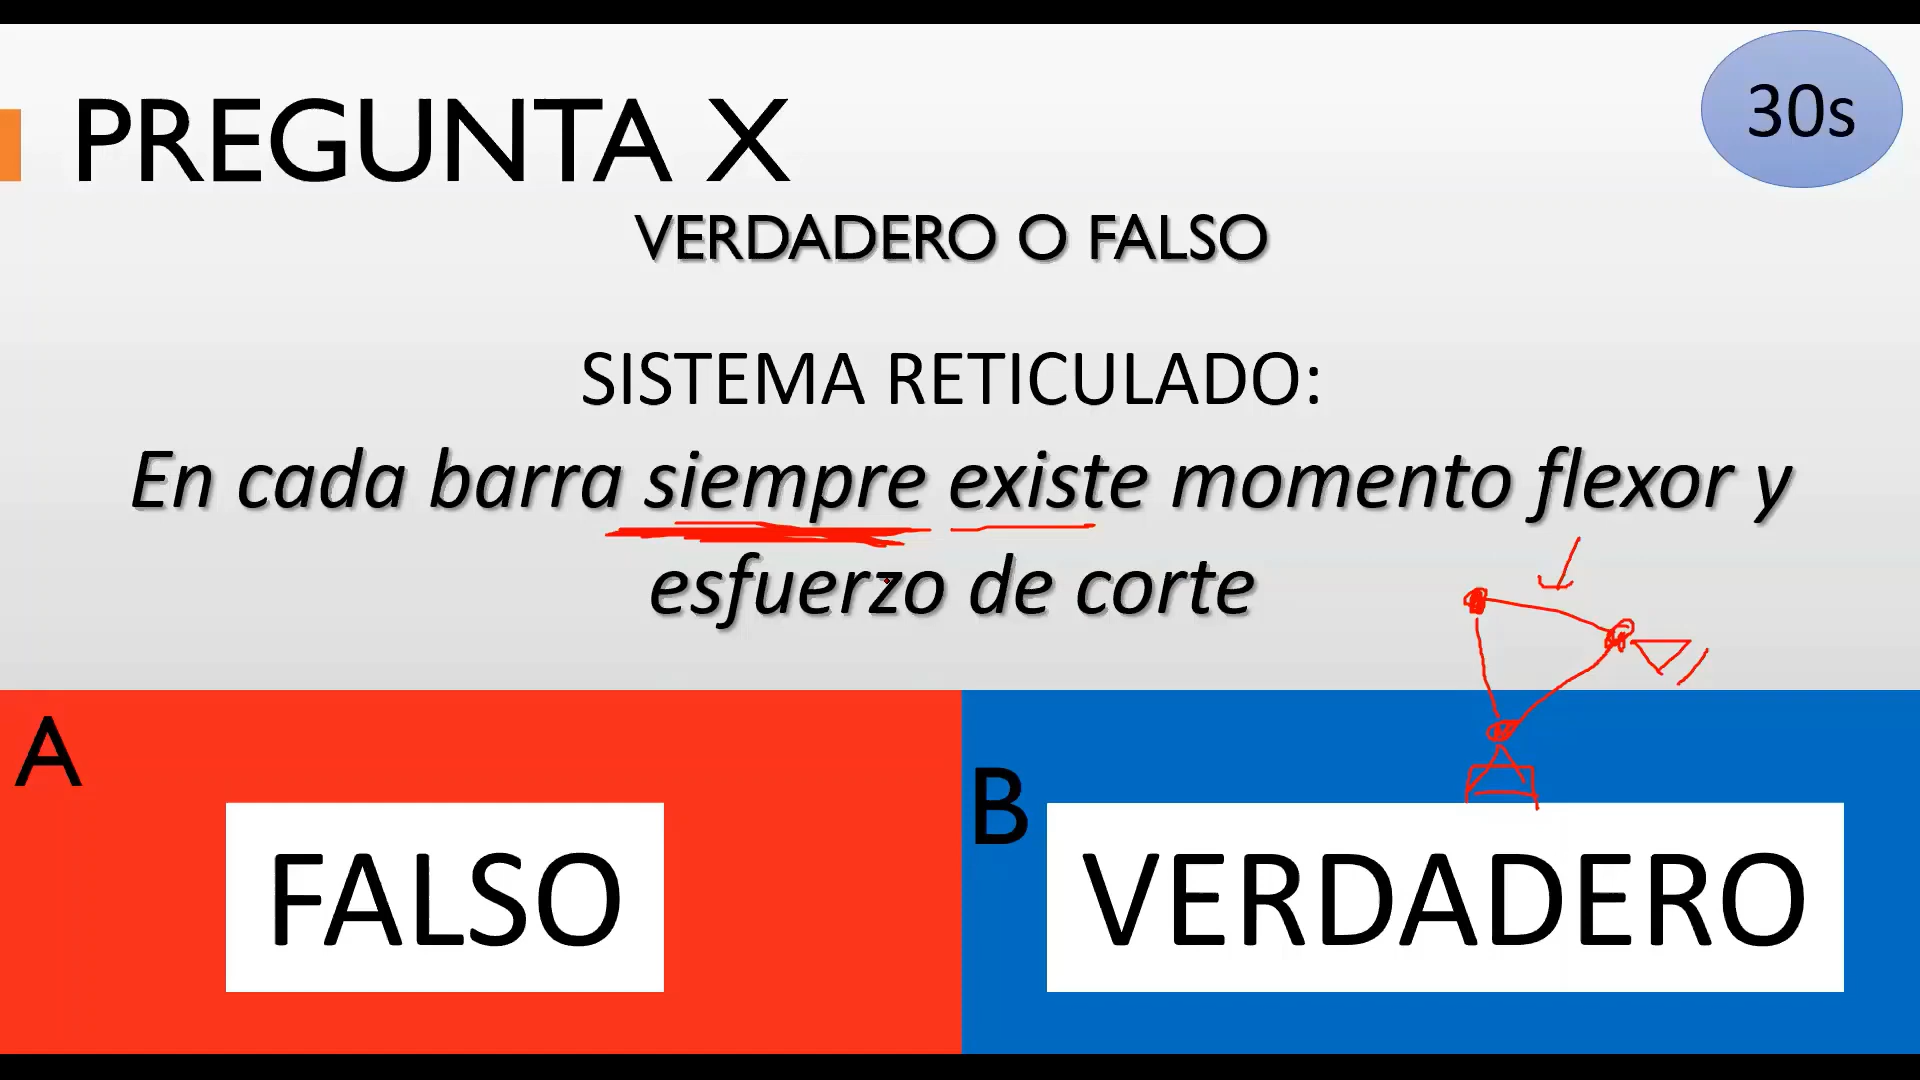 PREGUNTA X
30s
VERDADERO O FALSO
SISTEMA RETICULADO:
En cada barra siempre existe momento flexor y
esfuerzo de corte
A
FALSO
B
VERDADERO